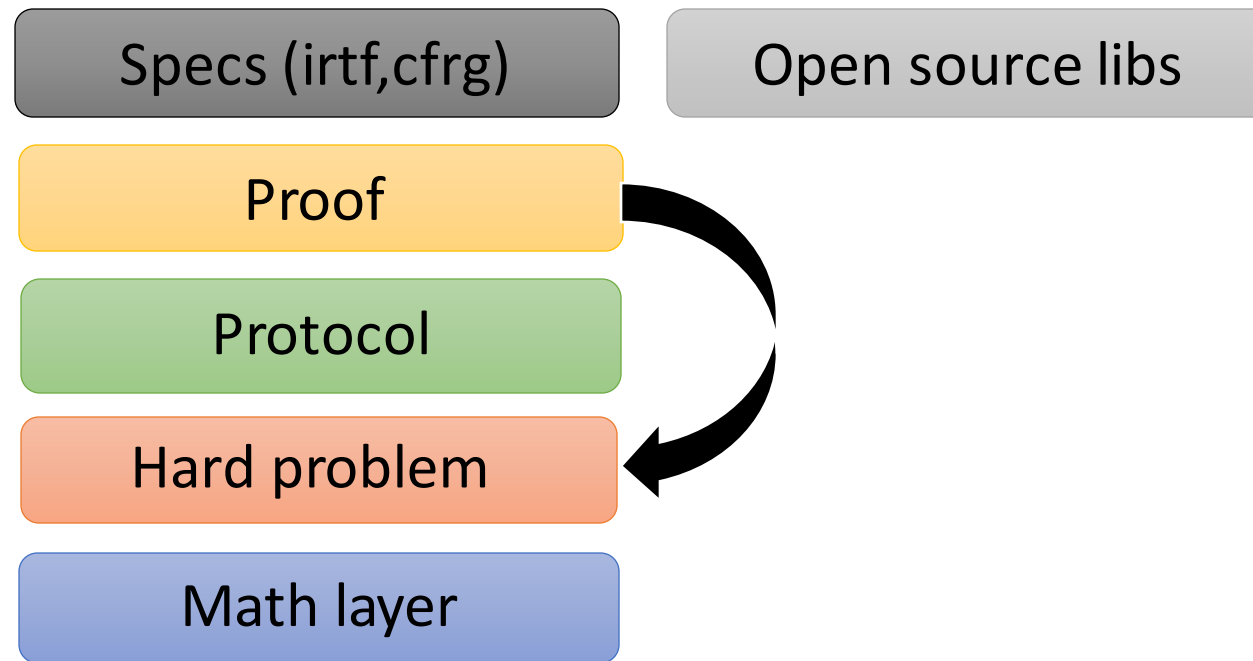 Specs (irtf,cfrg)
Open source libs
Proof
Protocol
Hard problem
Math layer